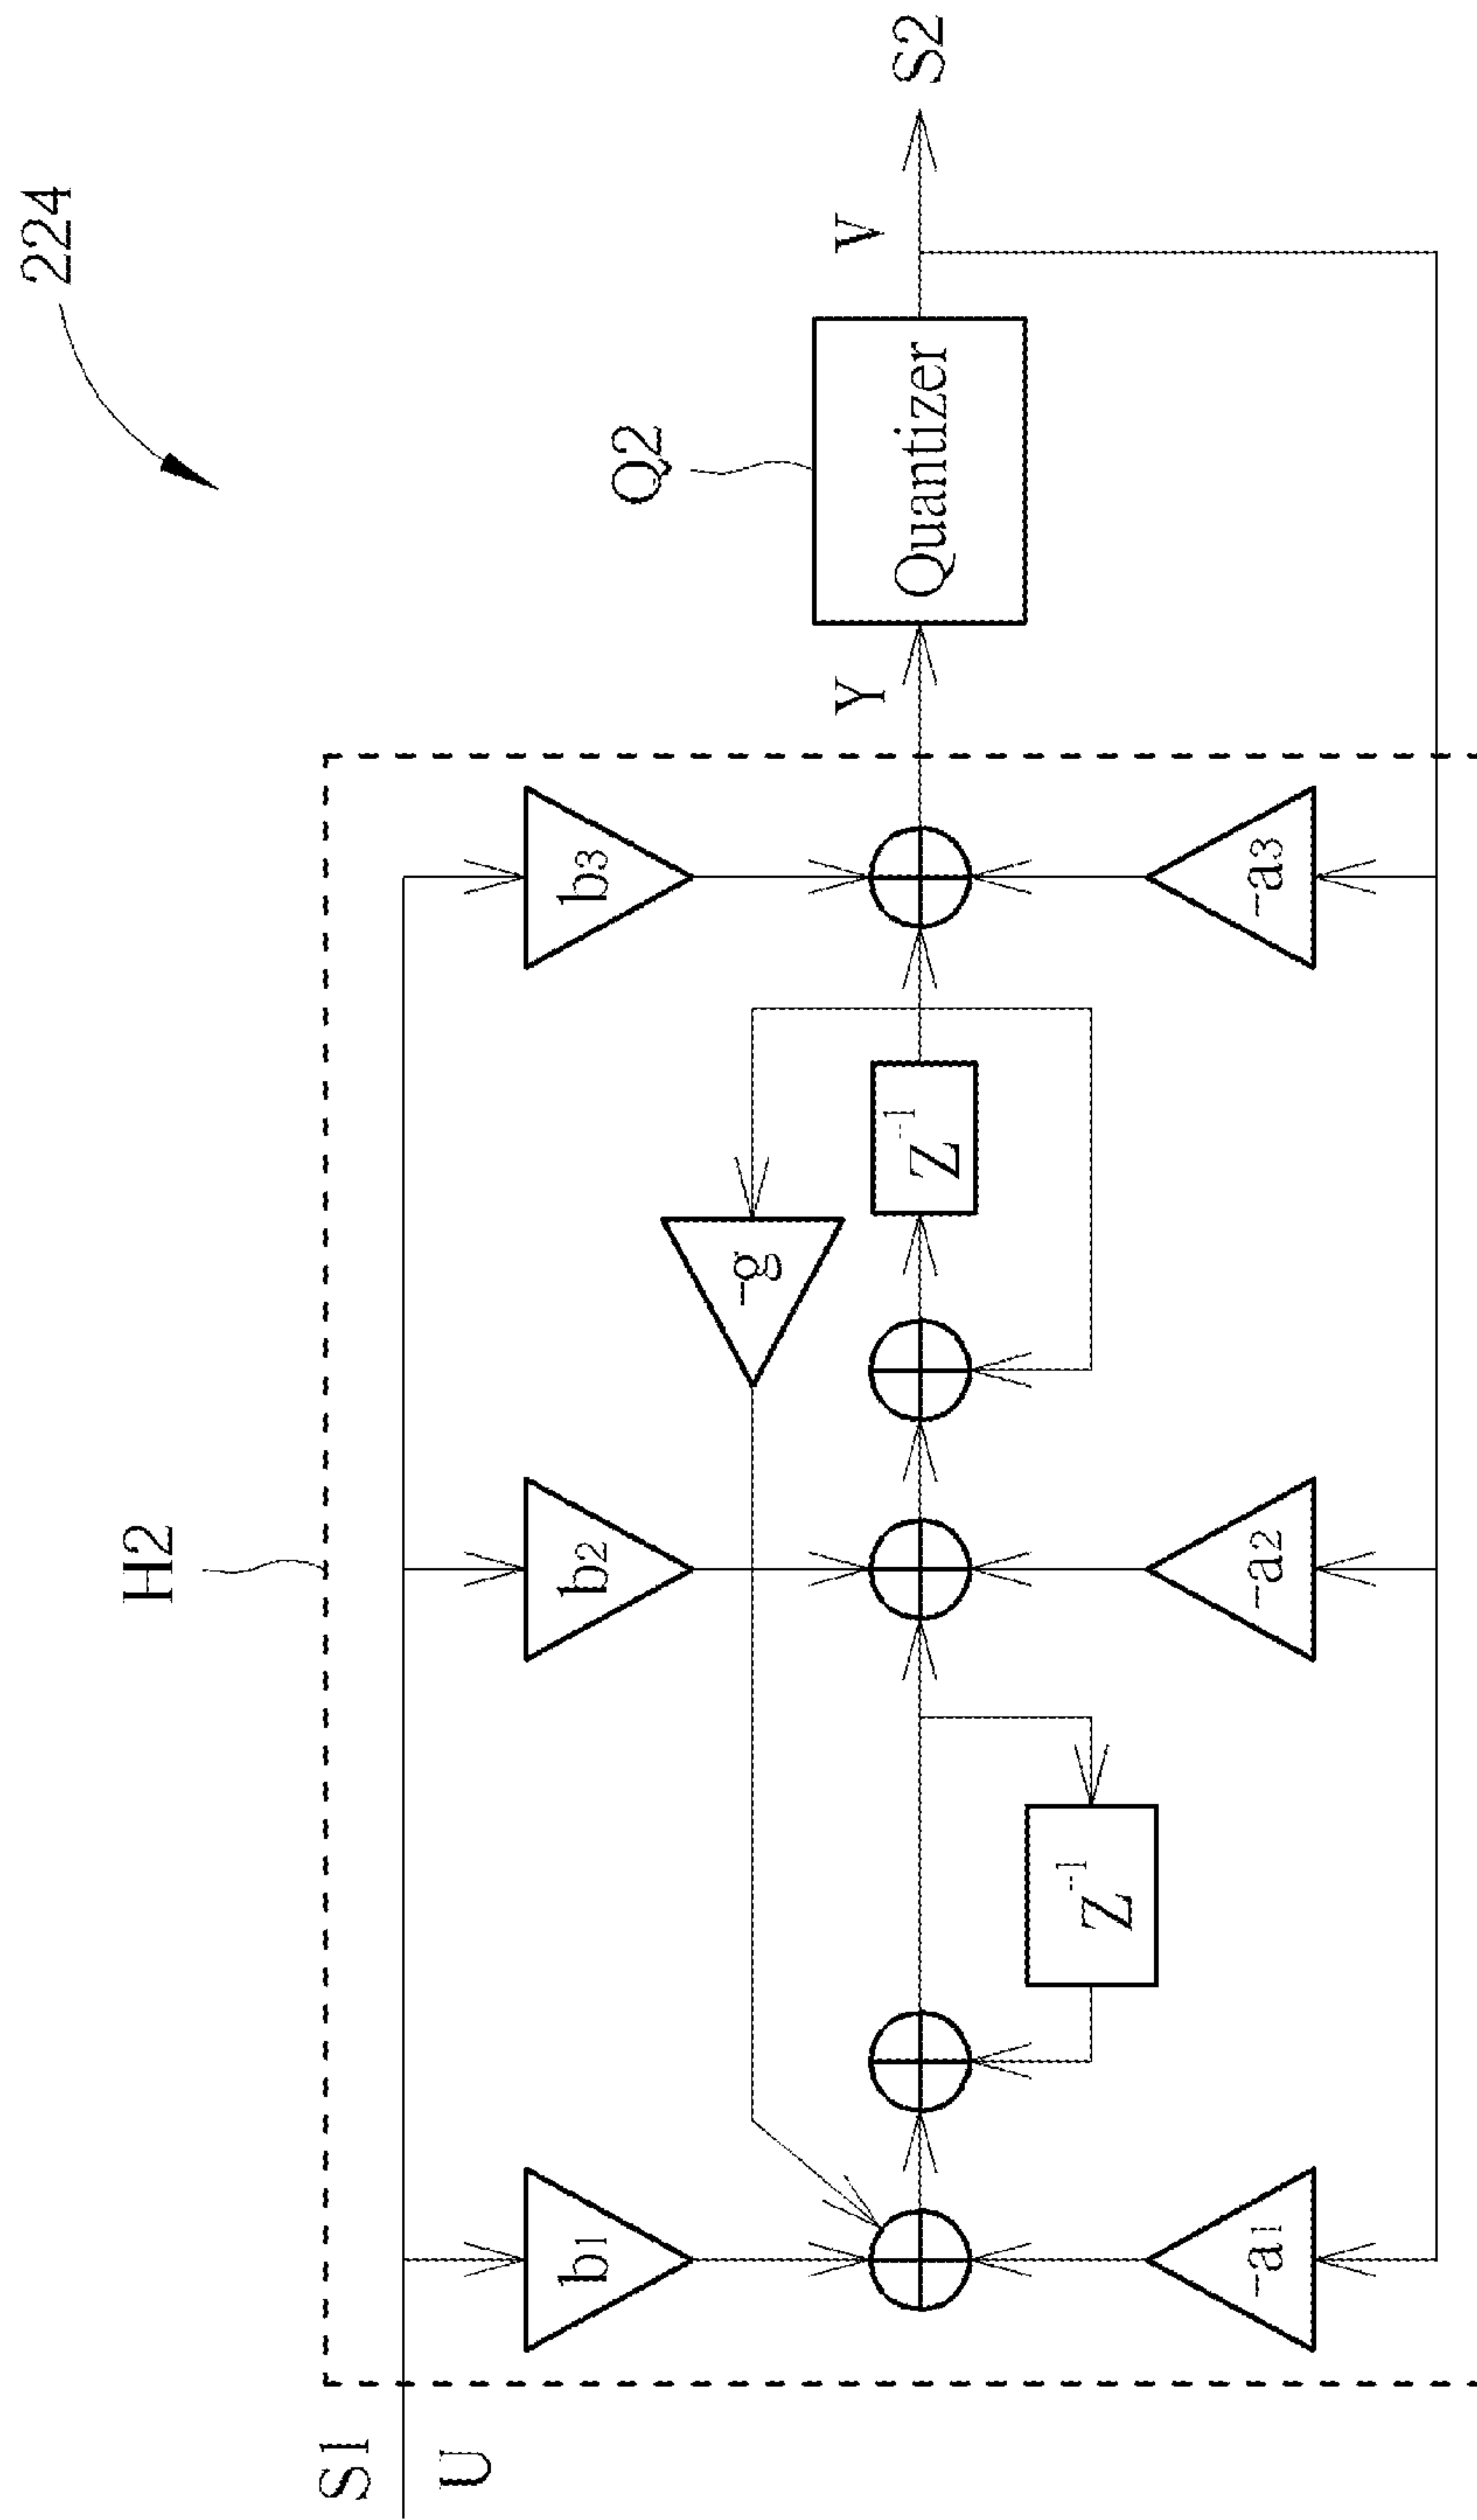 224
H2
S1
U
b1
b2
b3
-g
Q2
Y
Quantizer
V
S2
Z-1
Z-1
-a1
-a2
-a3